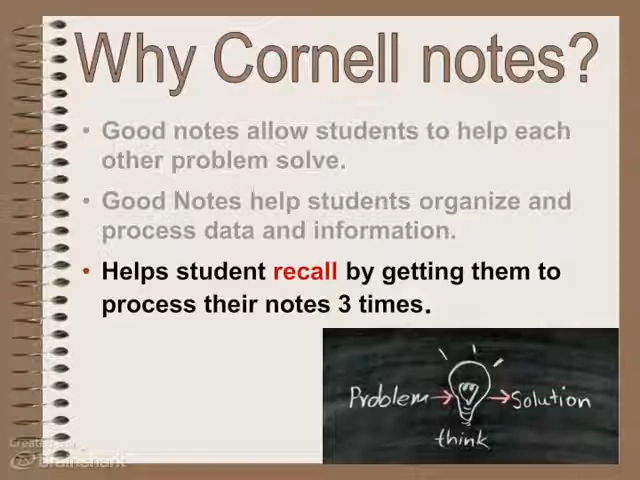 Why Cornell notes?
• Good notes allow students to help each
other problem solve.
• Good Notes help students organize and
process data and information.
• Helps student recall by getting them to
process their notes 3 times.
Problem → → Solution
think
brainshark